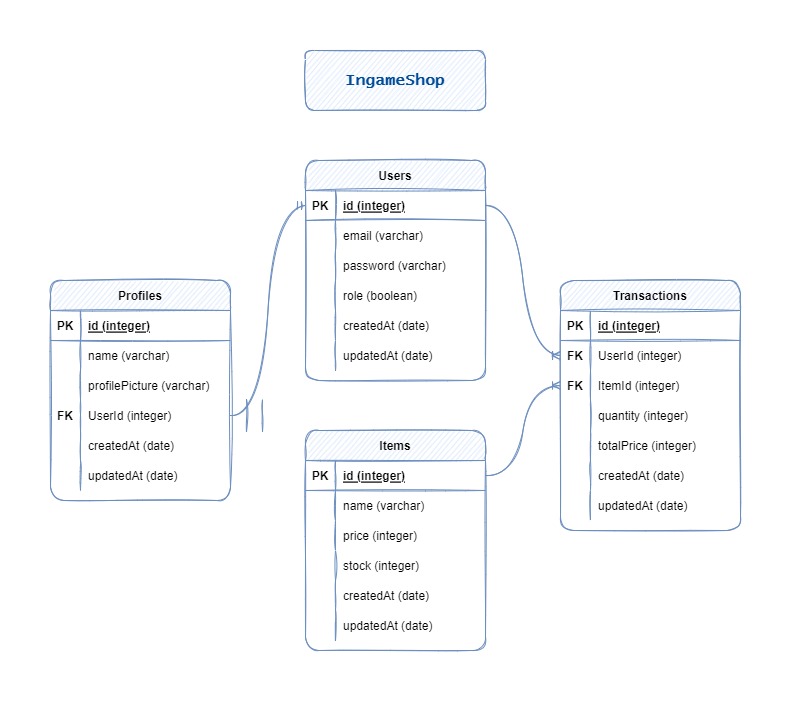 IngameShop
Users
PK id (integer)
email (varchar)
password (varchar)
role (boolean)
createdAt (date)
updatedAt (date)
Profiles
PK id (integer)
name (varchar)
profilePicture (varchar)
FK UserId (integer)
createdAt (date)
updatedAt (date)
Transactions
PK id (integer)
FK UserId (integer)
FK ItemId (integer)
quantity (integer)
totalPrice (integer)
createdAt (date)
updatedAt (date)
Items
PK id (integer)
name (varchar)
price (integer)
stock (integer)
createdAt (date)
updatedAt (date)